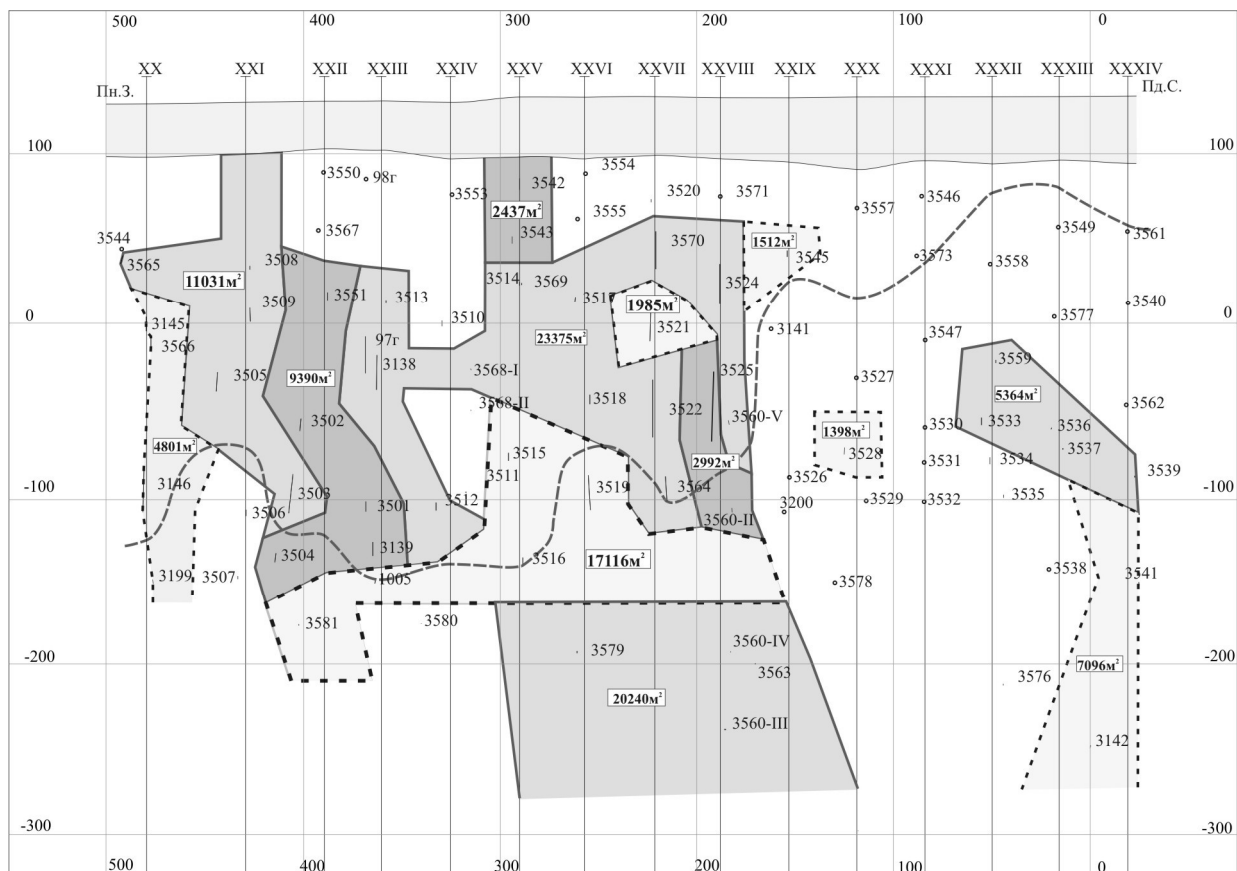 500 400 300 200 100 0
XX XXI XXII XXIII XXIV XXV XXVI XXVII XXVIII XXIX XXX XXXI XXXII XXXIII XXXIV
Пн.З. Пд.С.
100 100
3550 98г 3553 3542 3554 3520 3571 3557 3546
3567 2437м² 3555 3549 3561
3544 3543 3570 1512м²
3565 3508 3545 3573 3558
11031м² 3514 3569 3524
3509 3551 3513 3517 1985м² 3540
3145 3510 3521 3141 3577
0 0
3566 97г 23375м² 3547
3505 9390м² 3138 3568-I 3525 3527 3559
3568-II 3518 3522 5364м² 3562
3502 3560-V 1398м² 3530 3533 3536
4801м² 3515 2992м² 3528 3531 3534 3537
3146 3503 3511 3519 3564 3526 3539
-100 -100
3506 3501 3512 3560-II 3200 3529 3532 3535
3504 3139 3516 17116м²
3199 3507 1005 3578 3538 3541
3581 3580
3579 3560-IV
-200 -200
3563 3576 7096м²
20240м²
3560-III 3142
-300 -300
500 400 300 200 100 0